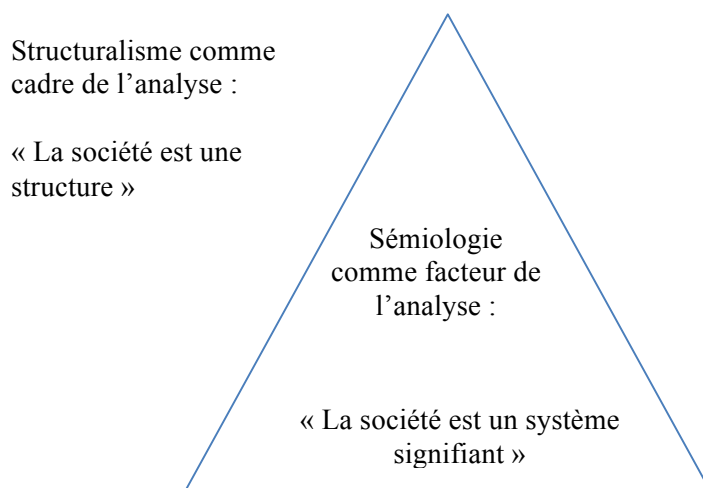 Structuralisme comme
cadre de l’analyse :
« La société est une
structure »
Sémiologie
comme facteur de
l’analyse :
« La société est un système
signifiant »